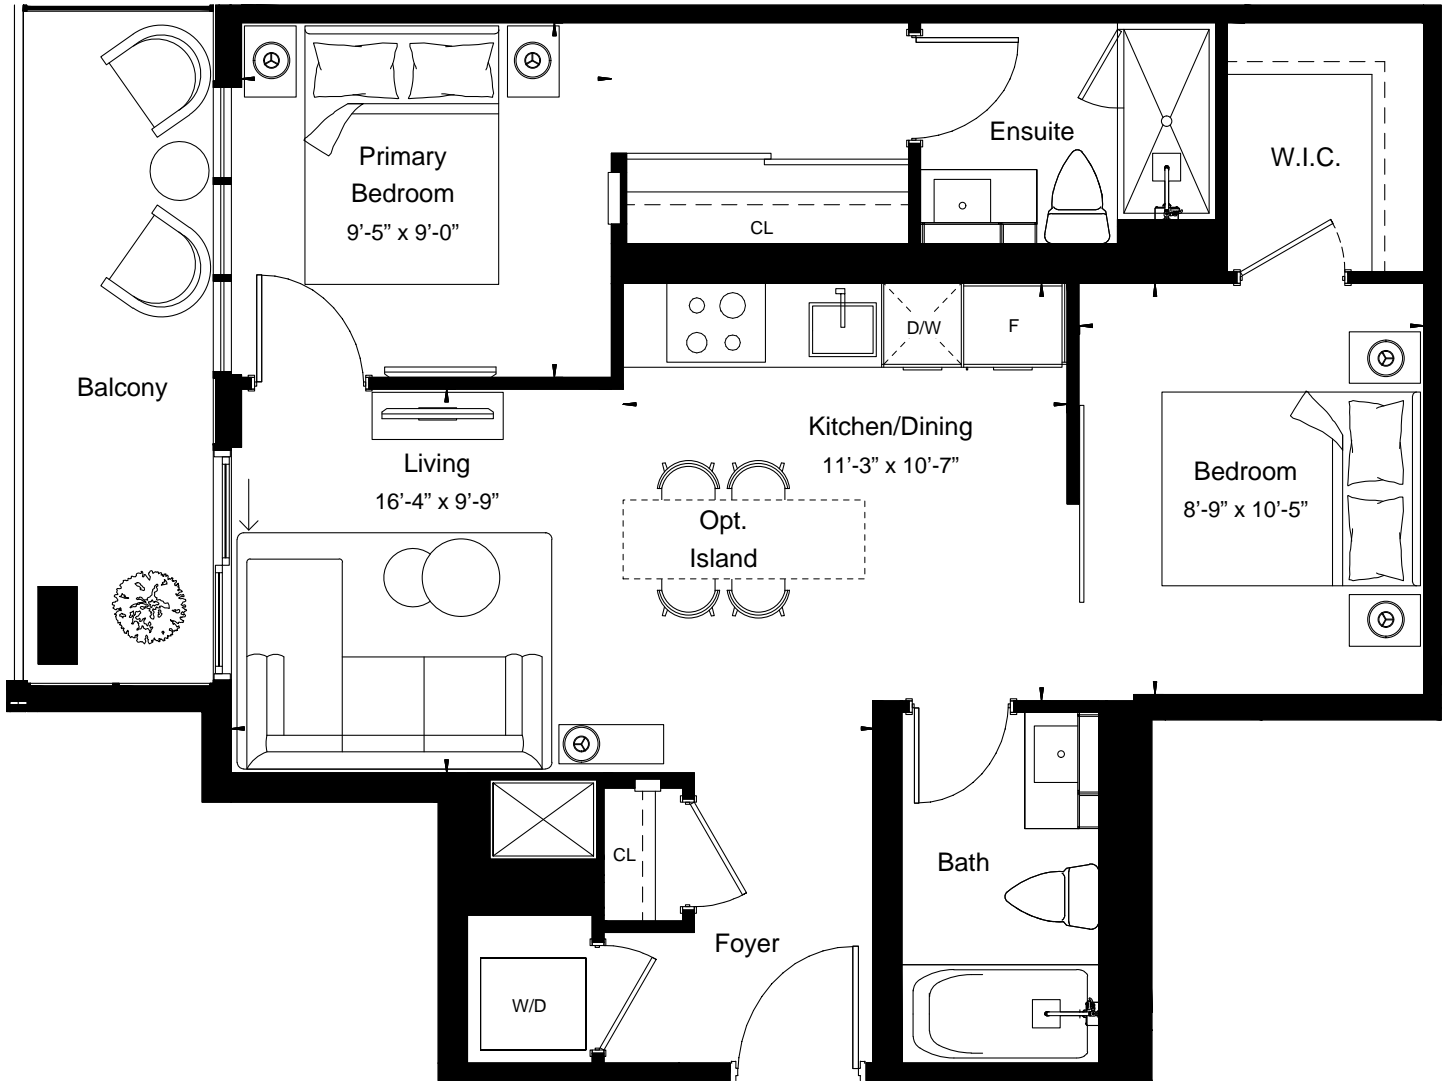 Primary
Bedroom
9’-5” x 9’-0”
Ensuite
W.I.C.
CL
D/W
F
Balcony
Living
16’-4” x 9’-9”
Kitchen/Dining
11’-3” x 10’-7”
Bedroom
8’-9” x 10’-5”
Opt.
Island
CL
Bath
Foyer
W/D